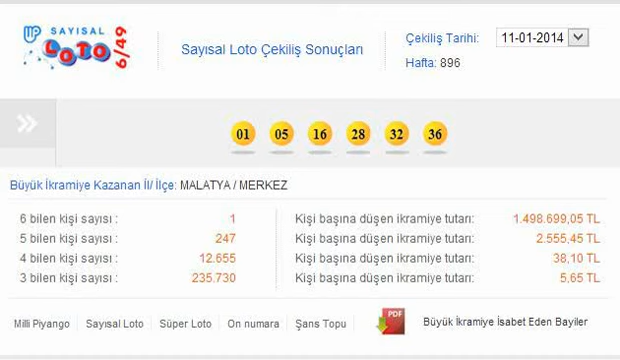 SAYISAL
LOTO 6/49
Sayısal Loto Çekiliş Sonuçları
Çekiliş Tarihi: 11-01-2014
Hafta: 896
01 05 16 28 32 36
Büyük İkramiye Kazanan İl/ İlçe: MALATYA / MERKEZ
6 bilen kişi sayısı : 1 Kişi başına düşen ikramiye tutarı: 1.498.699,05 TL
5 bilen kişi sayısı : 247 Kişi başına düşen ikramiye tutarı: 2.555,45 TL
4 bilen kişi sayısı : 12.655 Kişi başına düşen ikramiye tutarı: 38,10 TL
3 bilen kişi sayısı : 235.730 Kişi başına düşen ikramiye tutarı: 5,65 TL
Milli Piyango Sayısal Loto Süper Loto On numara Şans Topu PDF Büyük İkramiye İsabet Eden Bayiler